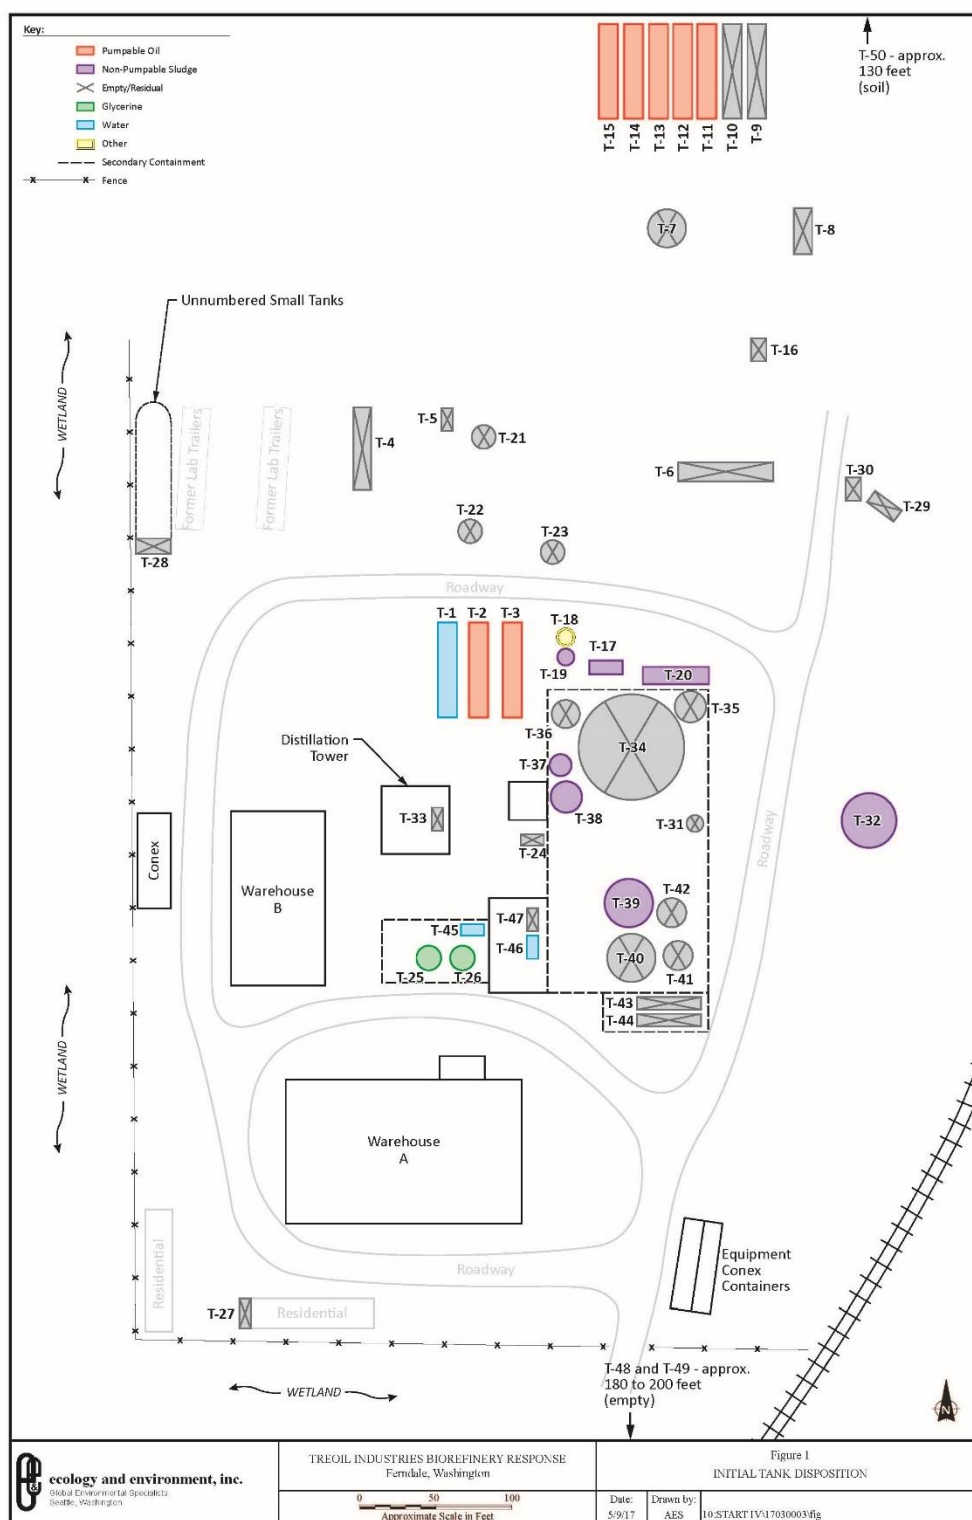 Key:
Pumpable Oil
Non-Pumpable Sludge
Empty/Residual
Glycerine
Water
Other
Secondary Containment
Fence
T-50 - approx.
130 feet
(soil)
T-15
T-14
T-13
T-12
T-11
T-10
T-9
T-7
T-8
Unnumbered Small Tanks
T-16
WETLAND
Former Lab Trailers
Former Lab Trailers
T-4
T-5
T-21
T-6
T-30
T-29
T-22
T-23
T-28
Roadway
T-1
T-2
T-3
T-18
T-17
T-19
T-20
T-35
T-36
T-34
Distillation
Tower
T-37
T-38
T-33
T-31
T-32
T-24
Roadway
Conex
Warehouse
B
T-39
T-42
T-47
T-45
T-46
T-40
T-25
T-26
T-41
T-43
T-44
WETLAND
Warehouse
A
Residential
Roadway
Equipment
Conex
Containers
T-27
Residential
T-48 and T-49 - approx.
180 to 200 feet
(empty)
WETLAND
N
ecology and environment, inc.
Global Environmental Specialists
Seattle, Washington
TREOIL INDUSTRIES BIOREFINERY RESPONSE
Ferndale, Washington
0 50 100
Approximate Scale in Feet
Figure 1
INITIAL TANK DISPOSITION
Date:
5/9/17
Drawn by:
AES
10:START IV\17030003\fig